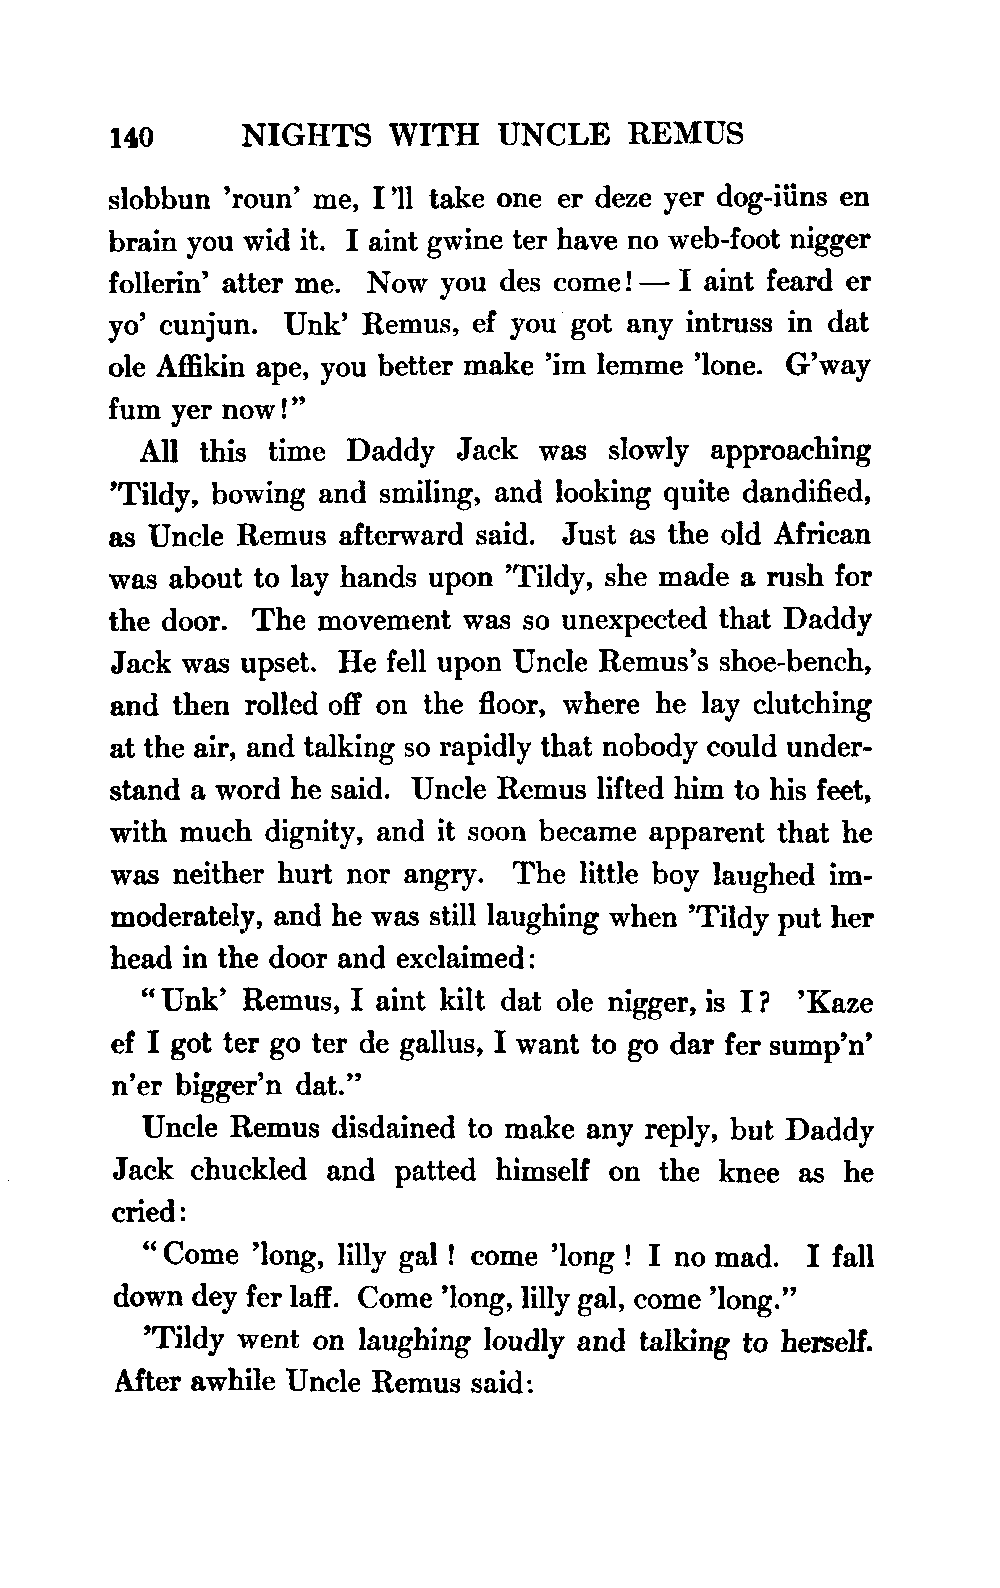 140 NIGHTS WITH UNCLE REMUS
slobbun 'roun' me, I'll take one er deze yer dog-iüns en
brain you wid it. I aint gwine ter have no web-foot nigger
follerin' atter me. Now you des come! — I aint feard er
yo' cunjun. Unk' Remus, ef you got any intruss in dat
ole Affikin ape, you better make 'im lemme 'lone. G'way
fum yer now!"
All this time Daddy Jack was slowly approaching
'Tildy, bowing and smiling, and looking quite dandified,
as Uncle Remus afterward said. Just as the old African
was about to lay hands upon 'Tildy, she made a rush for
the door. The movement was so unexpected that Daddy
Jack was upset. He fell upon Uncle Remus's shoe-bench,
and then rolled off on the floor, where he lay clutching
at the air, and talking so rapidly that nobody could under-
stand a word he said. Uncle Remus lifted him to his feet,
with much dignity, and it soon became apparent that he
was neither hurt nor angry. The little boy laughed im-
moderately, and he was still laughing when 'Tildy put her
head in the door and exclaimed:
"Unk' Remus, I aint kilt dat ole nigger, is I? 'Kaze
ef I got ter go ter de gallus, I want to go dar fer sump'n'
n'er bigger'n dat."
Uncle Remus disdained to make any reply, but Daddy
Jack chuckled and patted himself on the knee as he
cried:
"Come 'long, lilly gal! come 'long! I no mad. I fall
down dey fer laff. Come 'long, lilly gal, come 'long."
'Tildy went on laughing loudly and talking to herself.
After awhile Uncle Remus said: